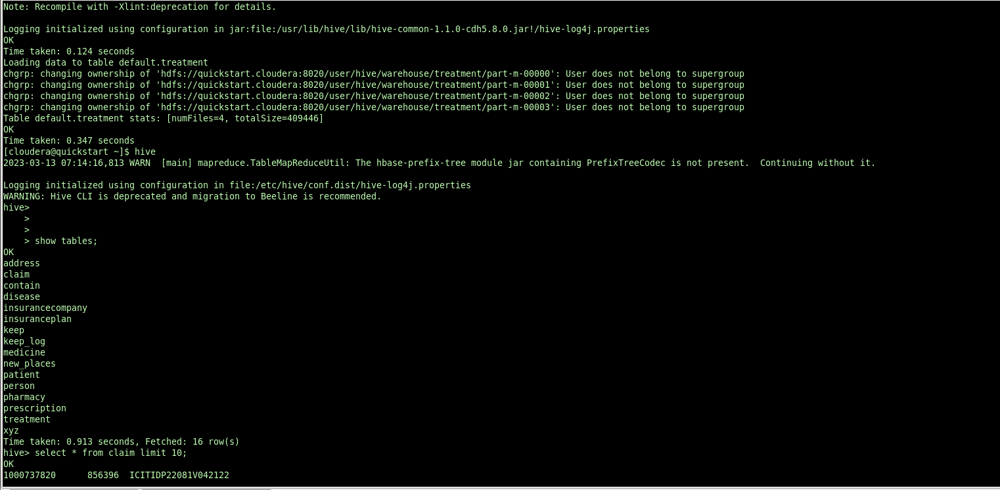 Note: Recompile with -Xlint:deprecation for details.
Logging initialized using configuration in jar:file:/usr/lib/hive/lib/hive-common-1.1.0-cdh5.8.0.jar!/hive-log4j.properties
OK
Time taken: 0.124 seconds
Loading data to table default.treatment
chgrp: changing ownership of 'hdfs://quickstart.cloudera:8020/user/hive/warehouse/treatment/part-m-00000': User does not belong to supergroup
chgrp: changing ownership of 'hdfs://quickstart.cloudera:8020/user/hive/warehouse/treatment/part-m-00001': User does not belong to supergroup
chgrp: changing ownership of 'hdfs://quickstart.cloudera:8020/user/hive/warehouse/treatment/part-m-00002': User does not belong to supergroup
chgrp: changing ownership of 'hdfs://quickstart.cloudera:8020/user/hive/warehouse/treatment/part-m-00003': User does not belong to supergroup
Table default.treatment stats: [numFiles=4, totalSize=409446]
OK
Time taken: 0.347 seconds
[cloudera@quickstart ~]$ hive
2023-03-13 07:14:16,813 WARN  [main] mapreduce.TableMapReduceUtil: The hbase-prefix-tree module jar containing PrefixTreeCodec is not present.  Continuing without it.
Logging initialized using configuration in file:/etc/hive/conf.dist/hive-log4j.properties
WARNING: Hive CLI is deprecated and migration to Beeline is recommended.
hive>
    >
    >
    > show tables;
OK
address
claim
contain
disease
insurancecompany
insuranceplan
keep
keep_log
medicine
new_places
patient
person
pharmacy
prescription
treatment
xyz
Time taken: 0.913 seconds, Fetched: 16 row(s)
hive> select * from claim limit 10;
OK
1000737820      856396  ICITIDP22081V042122